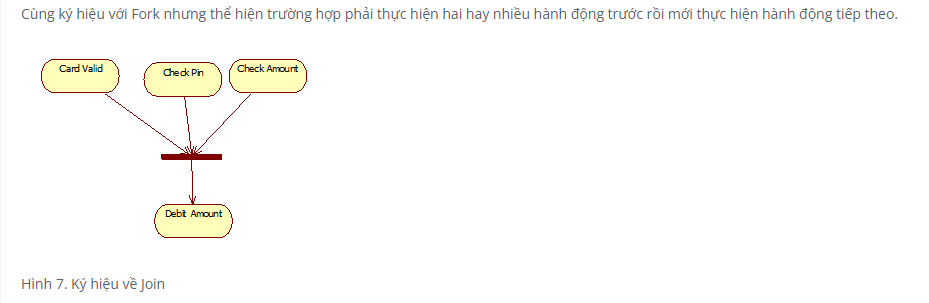 Cùng ký hiệu với Fork nhưng thể hiện trường hợp phải thực hiện hai hay nhiều hành động trước rồi mới thực hiện hành động tiếp theo.
Card Valid
Check Pin
Check Amount
Debit Amount
Hình 7. Ký hiệu về Join